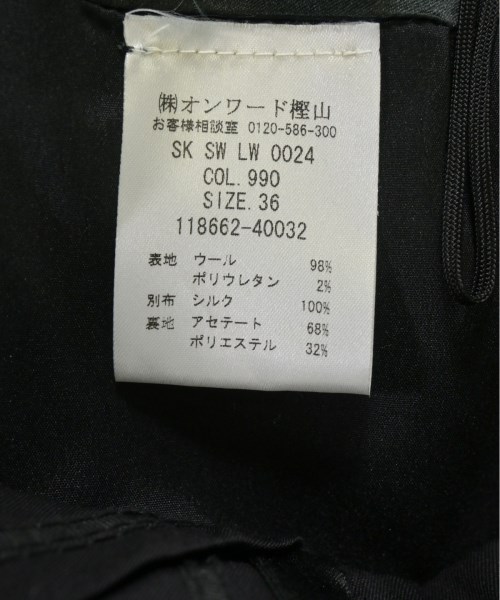 ㈱オンワード樫山
お客様相談室 0120-586-300
SK SW LW 0024
COL. 990
SIZE. 36
118662-40032
表地 ウール 98%
ポリウレタン 2%
別布 シルク 100%
裏地 アセテート 68%
ポリエステル 32%